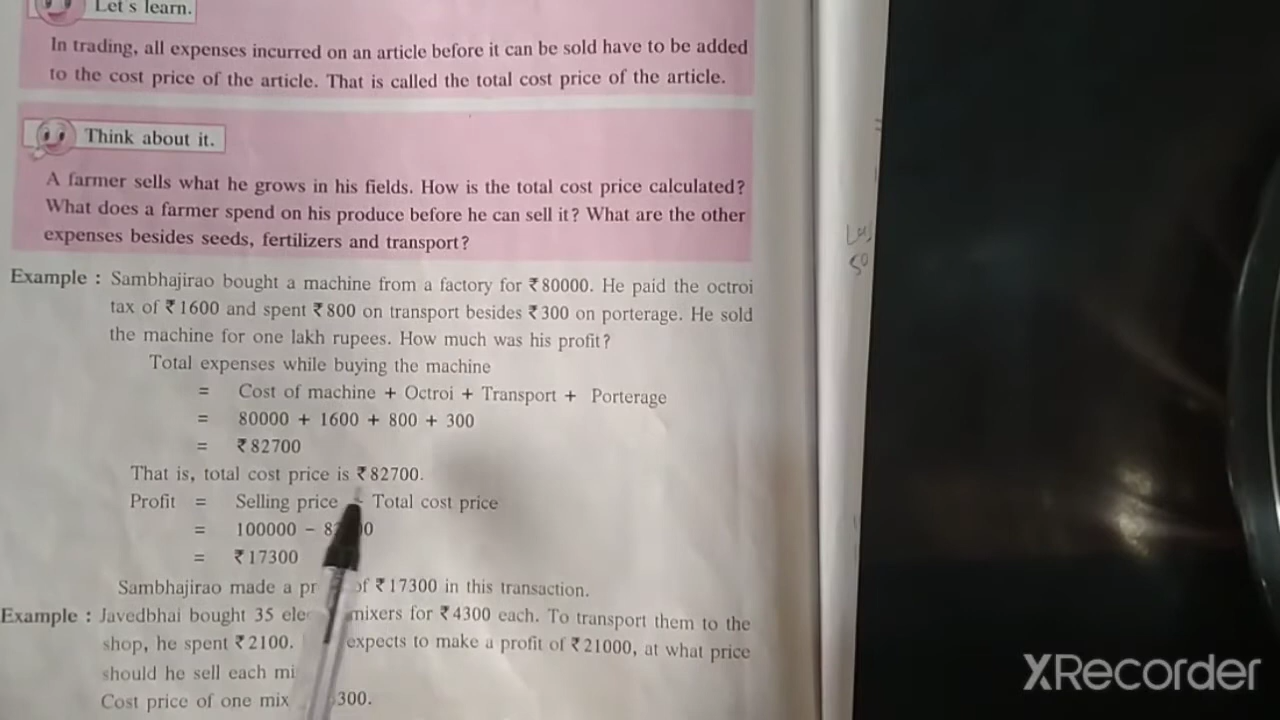 Let's learn.
In trading, all expenses incurred on an article before it can be sold have to be added
to the cost price of the article. That is called the total cost price of the article.
Think about it.
A farmer sells what he grows in his fields. How is the total cost price calculated?
What does a farmer spend on his produce before he can sell it? What are the other
expenses besides seeds, fertilizers and transport?
Example : Sambhajirao bought a machine from a factory for ₹ 80000. He paid the octroi
tax of ₹ 1600 and spent ₹ 800 on transport besides ₹ 300 on porterage. He sold
the machine for one lakh rupees. How much was his profit?
Total expenses while buying the machine
= Cost of machine + Octroi + Transport + Porterage
= 80000 + 1600 + 800 + 300
= ₹ 82700
That is, total cost price is ₹ 82700.
Profit = Selling price - Total cost price
= 100000 -
= ₹ 17300
Sambhajirao made a of ₹ 17300 in this transaction.
Example : Javedbhai bought 35 mixers for ₹ 4300 each. To transport them to the
shop, he spent ₹ 2100. expects to make a profit of ₹ 21000, at what price
should he sell each
Cost price of one 300.
50
XRecorder